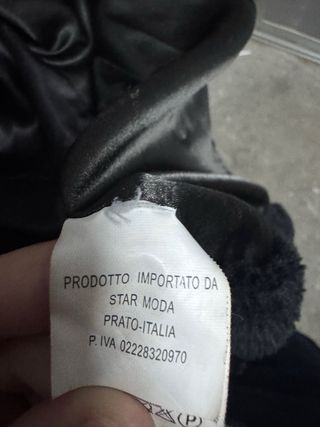 PRODOTTO IMPORTATO DA
STAR MODA
PRATO-ITALIA
P. IVA 02228320970
(P)